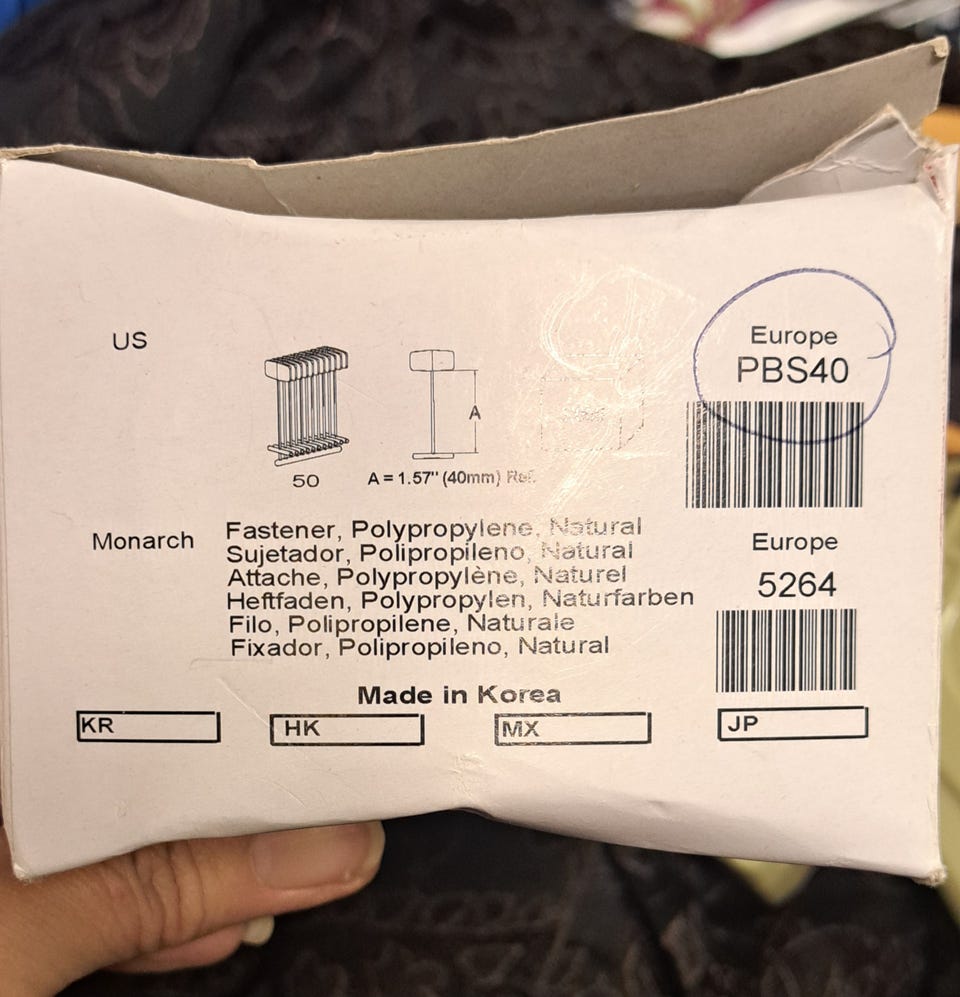 US
50
A
A = 1.57" (40mm) Ref.
Europe
PBS40
Monarch
Fastener, Polypropylene, Natural
Sujetador, Polipropileno, Natural
Attache, Polypropylène, Naturel
Heftfaden, Polypropylen, Naturfarben
Filo, Polipropilene, Naturale
Fixador, Polipropileno, Natural
Europe
5264
Made in Korea
KR
HK
MX
JP